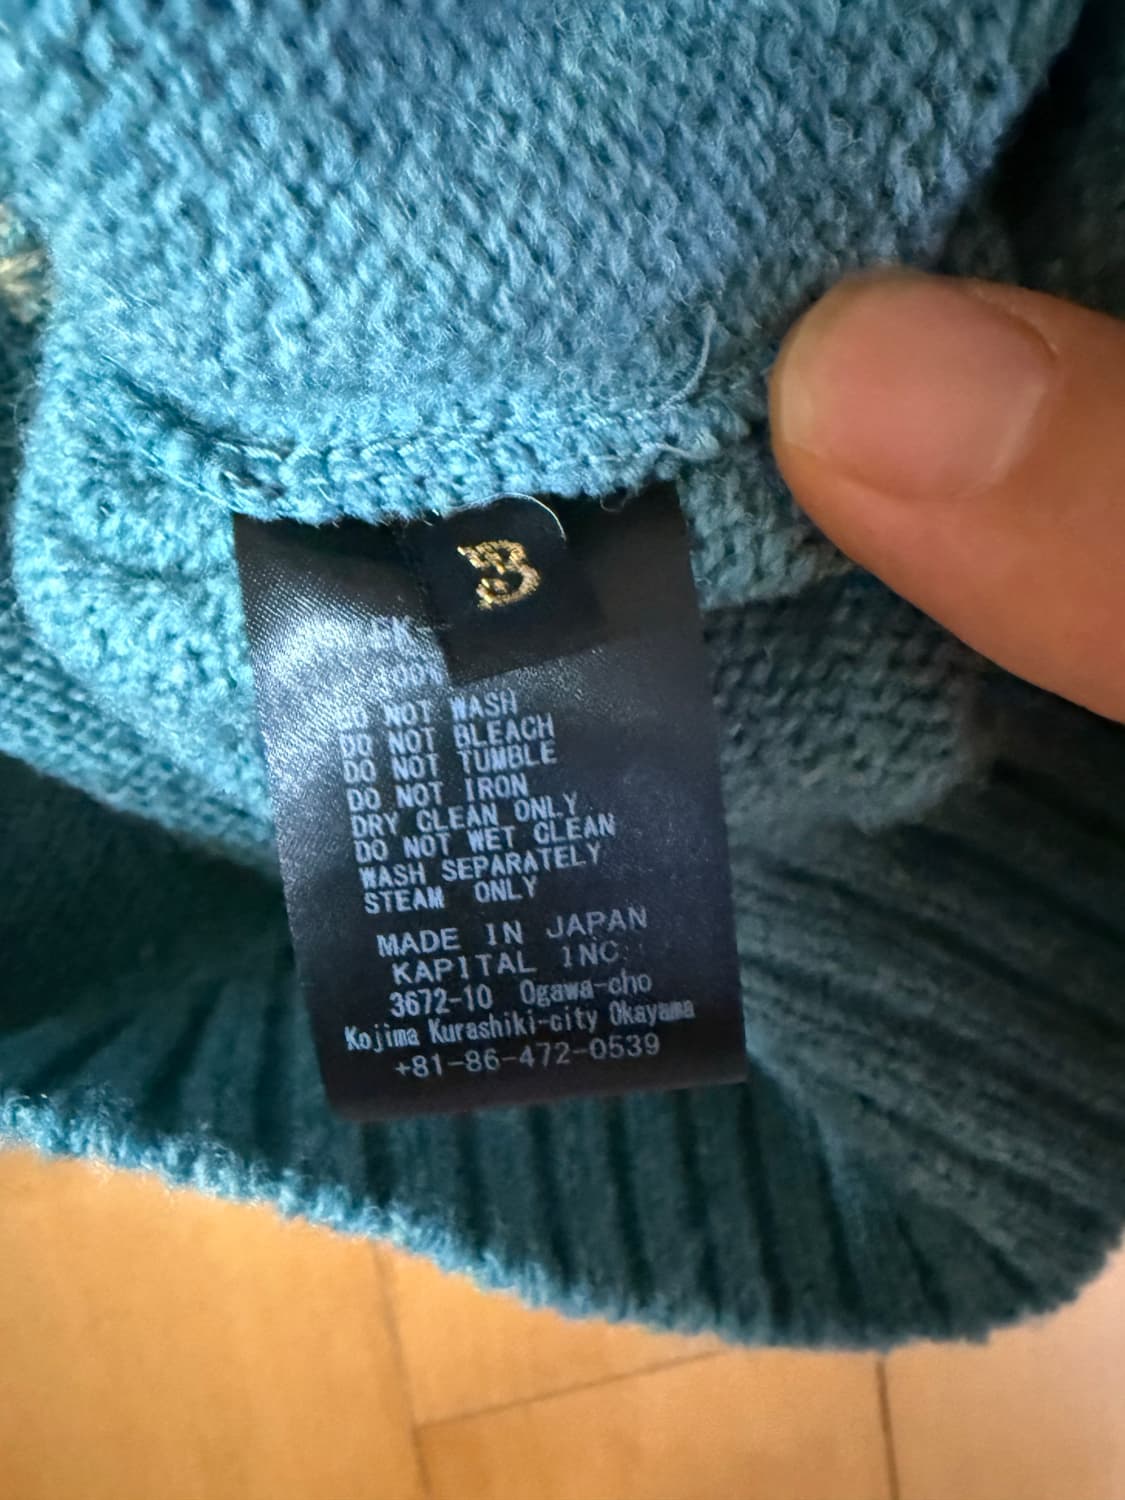 3
100%
DO NOT WASH
DO NOT BLEACH
DO NOT TUMBLE
DO NOT IRON
DRY CLEAN ONLY
DO NOT WET CLEAN
WASH SEPARATELY
STEAM ONLY
MADE IN JAPAN
KAPITAL INC.
3672-10 Ogawa-cho
Kojima Kurashiki-city Okayama
+81-86-472-0539